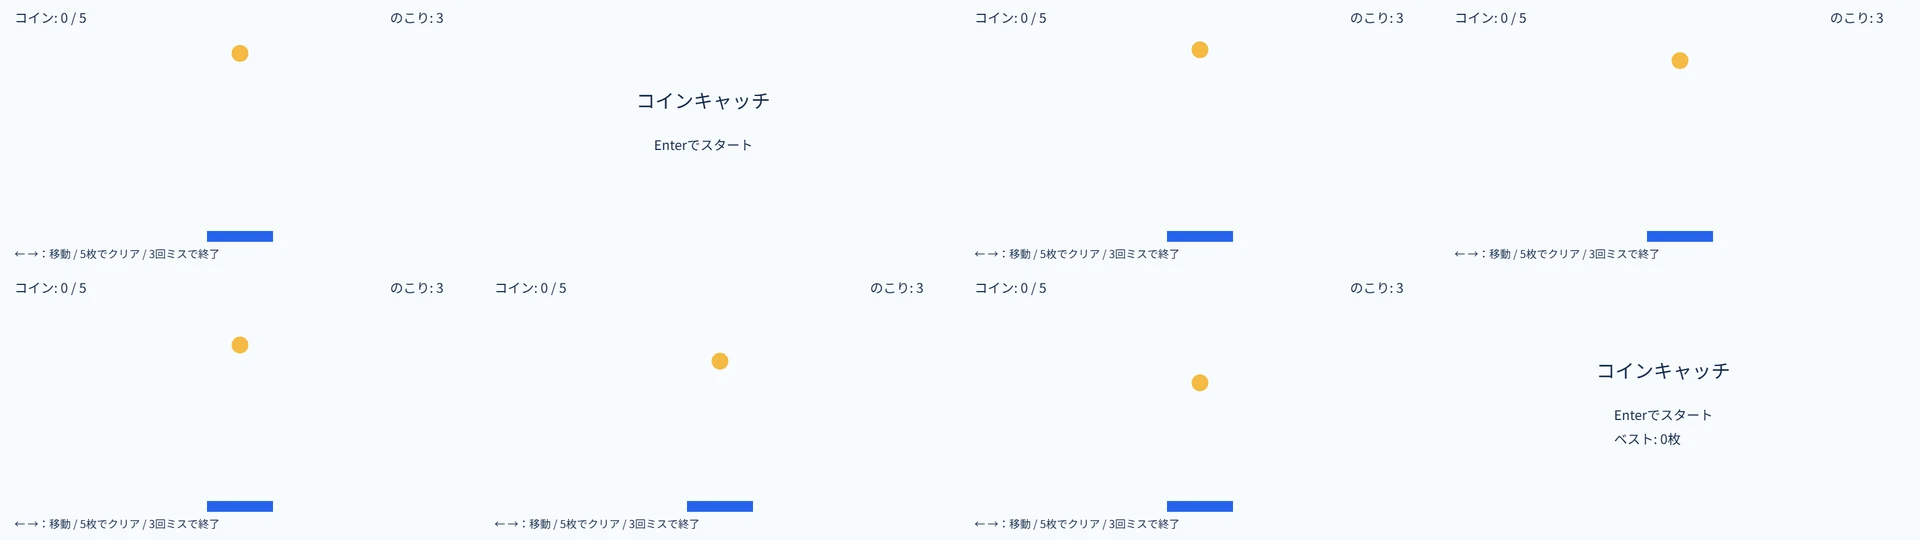 コイン: 0 / 5
のこり: 3
←→：移動 / 5枚でクリア / 3回ミスで終了
コインキャッチ
Enterでスタート
コイン: 0 / 5
のこり: 3
←→：移動 / 5枚でクリア / 3回ミスで終了
コイン: 0 / 5
のこり: 3
←→：移動 / 5枚でクリア / 3回ミスで終了
コイン: 0 / 5
のこり: 3
←→：移動 / 5枚でクリア / 3回ミスで終了
コイン: 0 / 5
のこり: 3
←→：移動 / 5枚でクリア / 3回ミスで終了
コイン: 0 / 5
のこり: 3
←→：移動 / 5枚でクリア / 3回ミスで終了
コインキャッチ
Enterでスタート
ベスト: 0枚